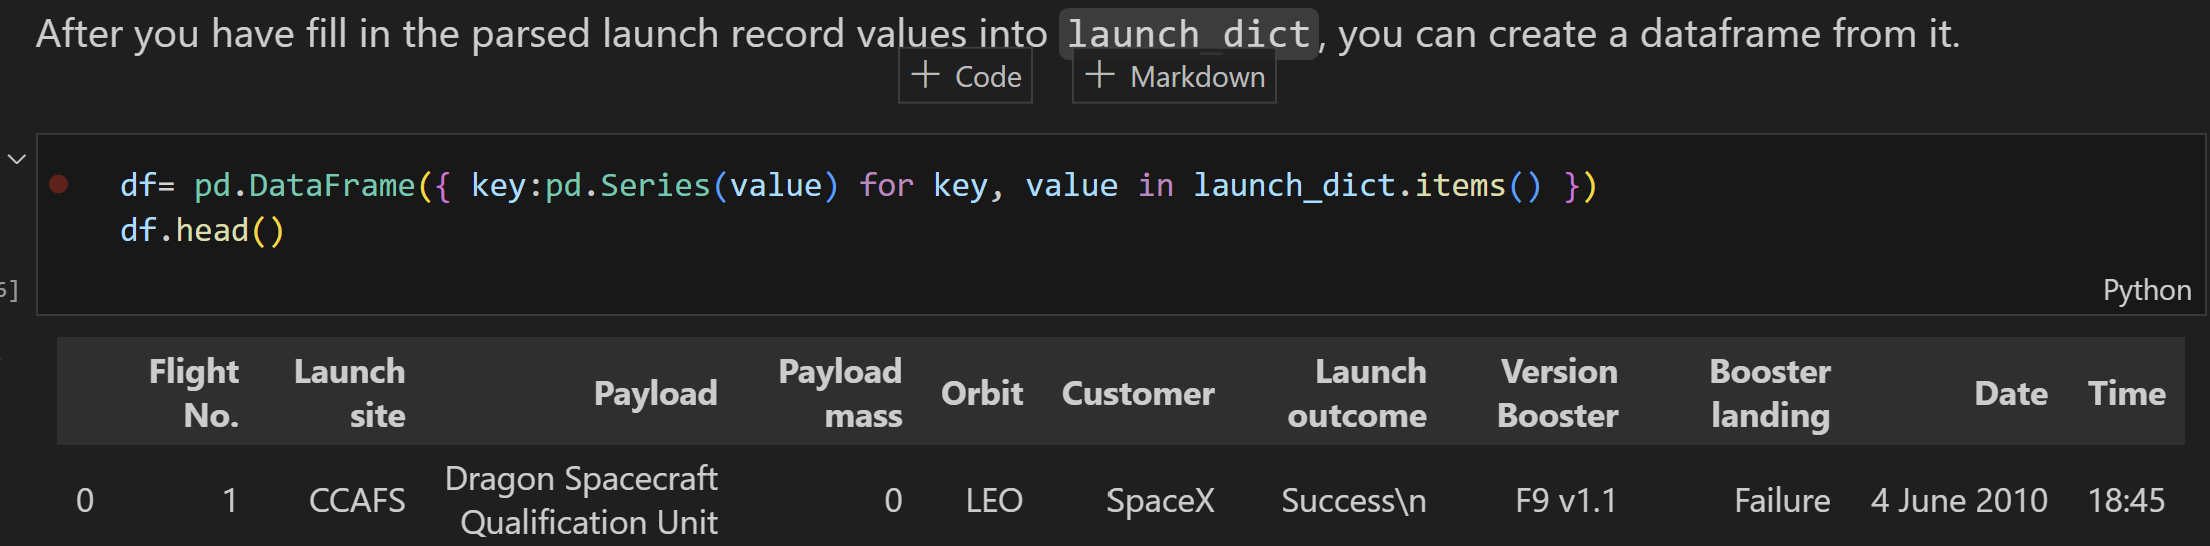 After you have fill in the parsed launch record values into launch_dict, you can create a dataframe from it.
+ Code + Markdown
df= pd.DataFrame({ key:pd.Series(value) for key, value in launch_dict.items() })
df.head()
]
Python
Flight No. Launch site Payload Payload mass Orbit Customer Launch outcome Version Booster Booster landing Date Time
0 1 CCAFS Dragon Spacecraft Qualification Unit 0 LEO SpaceX Success\n F9 v1.1 Failure 4 June 2010 18:45